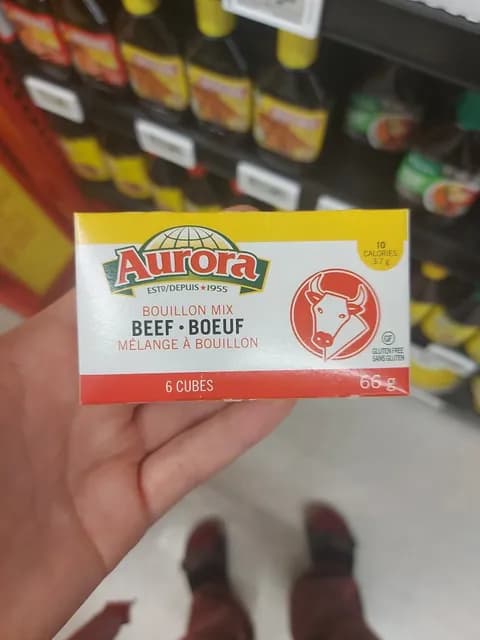 Aurora
ESTD/DEPUIS★1955
BOUILLON MIX
BEEF • BOEUF
MÉLANGE À BOUILLON
6 CUBES
10
CALORIES
3.7 g
GF
GLUTEN FREE
SANS GLUTEN
66 g